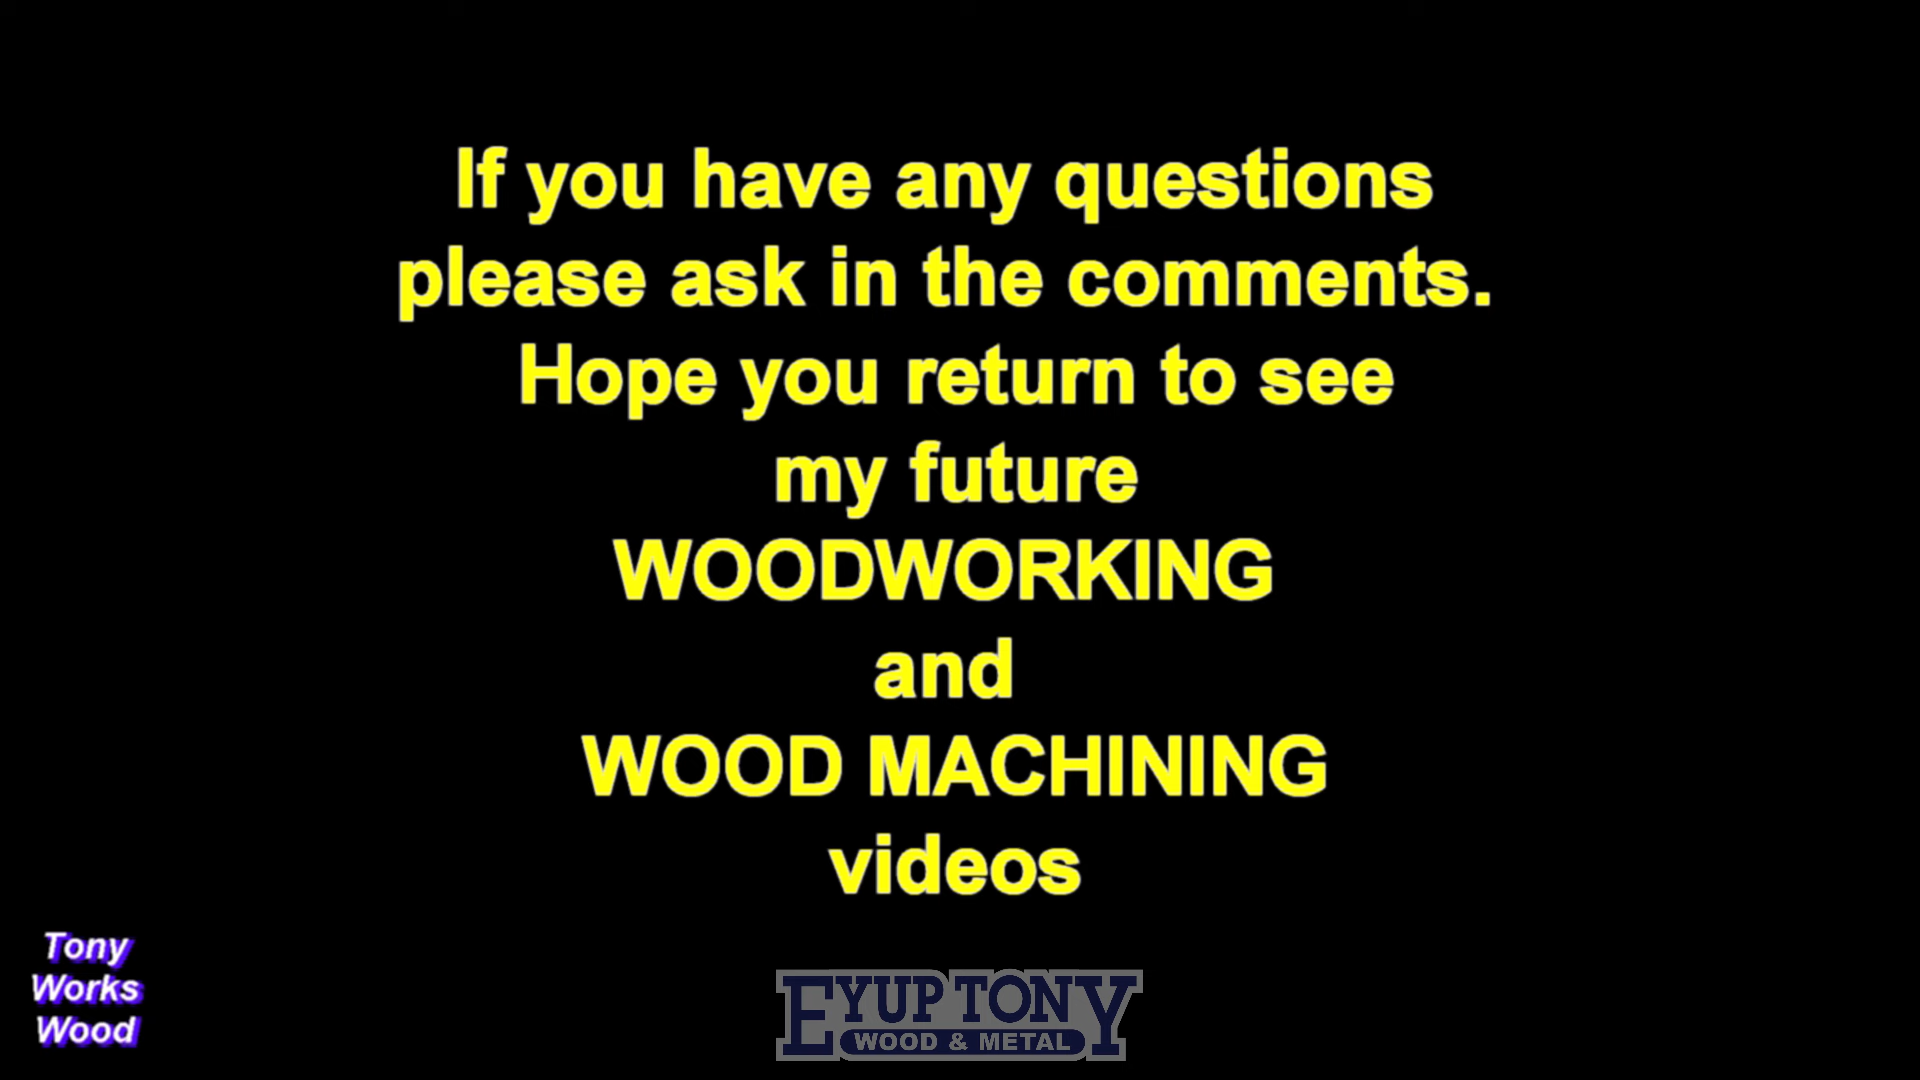 If you have any questions
please ask in the comments.
Hope you return to see
my future
WOODWORKING
and
WOOD MACHINING
videos
Tony
Works
Wood
EYUP TONY
WOOD & METAL